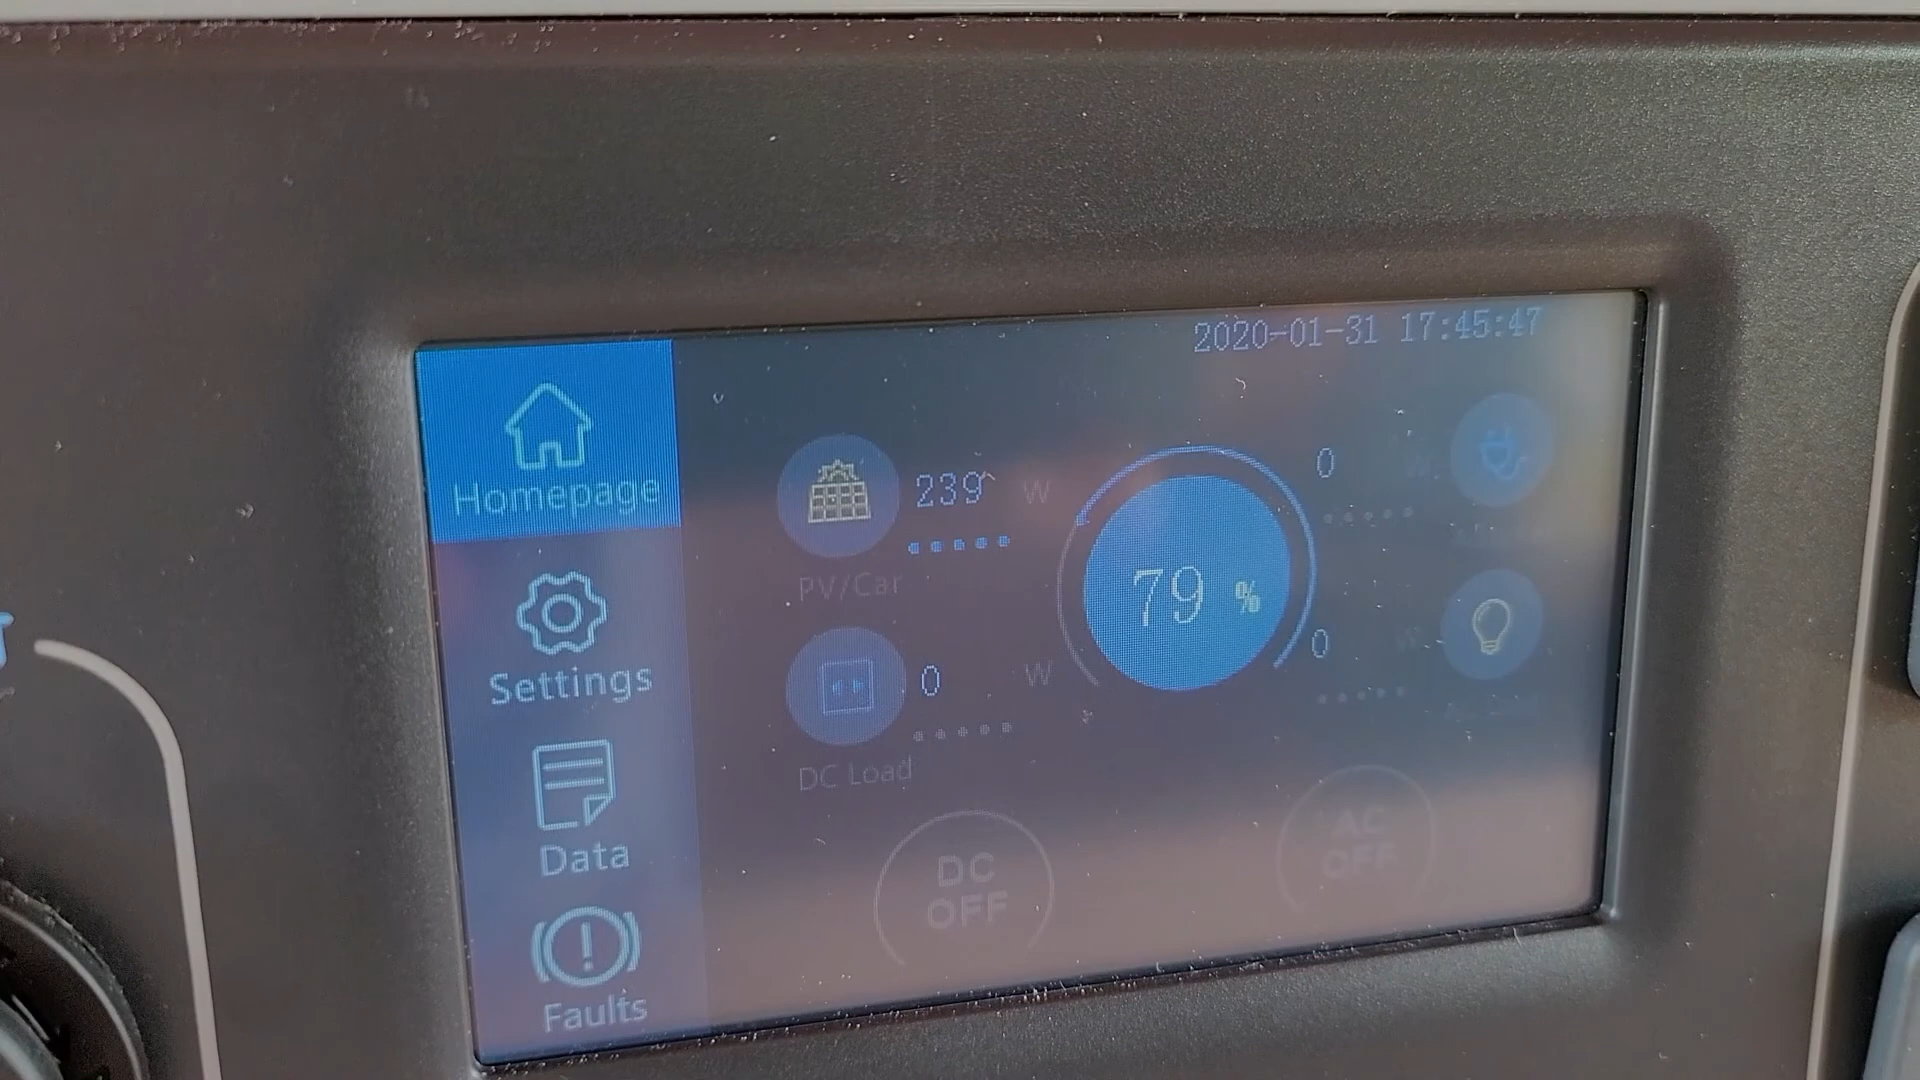 2020-01-31 17:45:47
Homepage
Settings
Data
Faults
239 W
PV/Car
0 W
DC Load
79 %
0
0
DC
OFF
AC
OFF